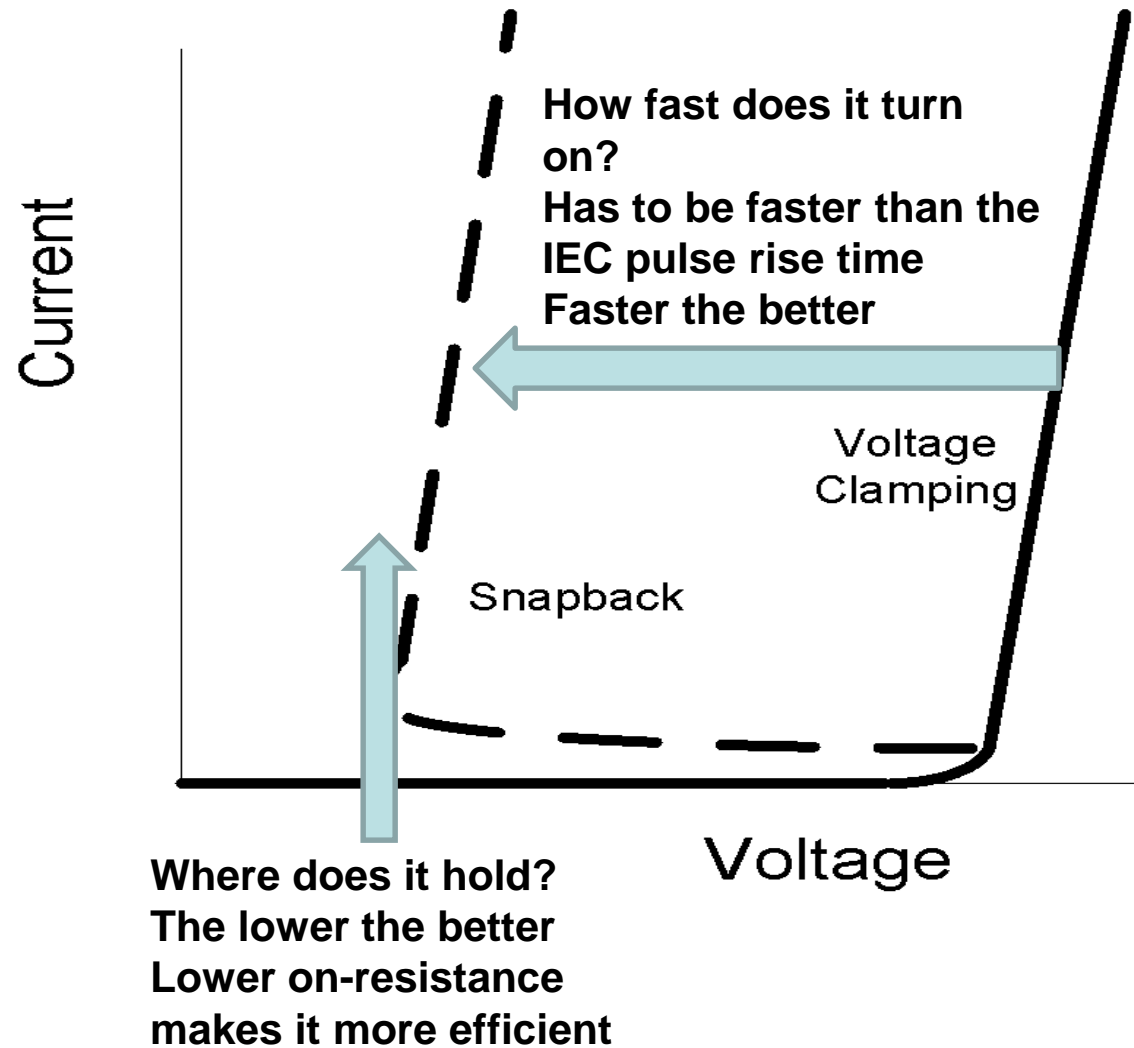 Current
How fast does it turn
on?
Has to be faster than the
IEC pulse rise time
Faster the better
Voltage
Clamping
Snapback
Voltage
Where does it hold?
The lower the better
Lower on-resistance
makes it more efficient